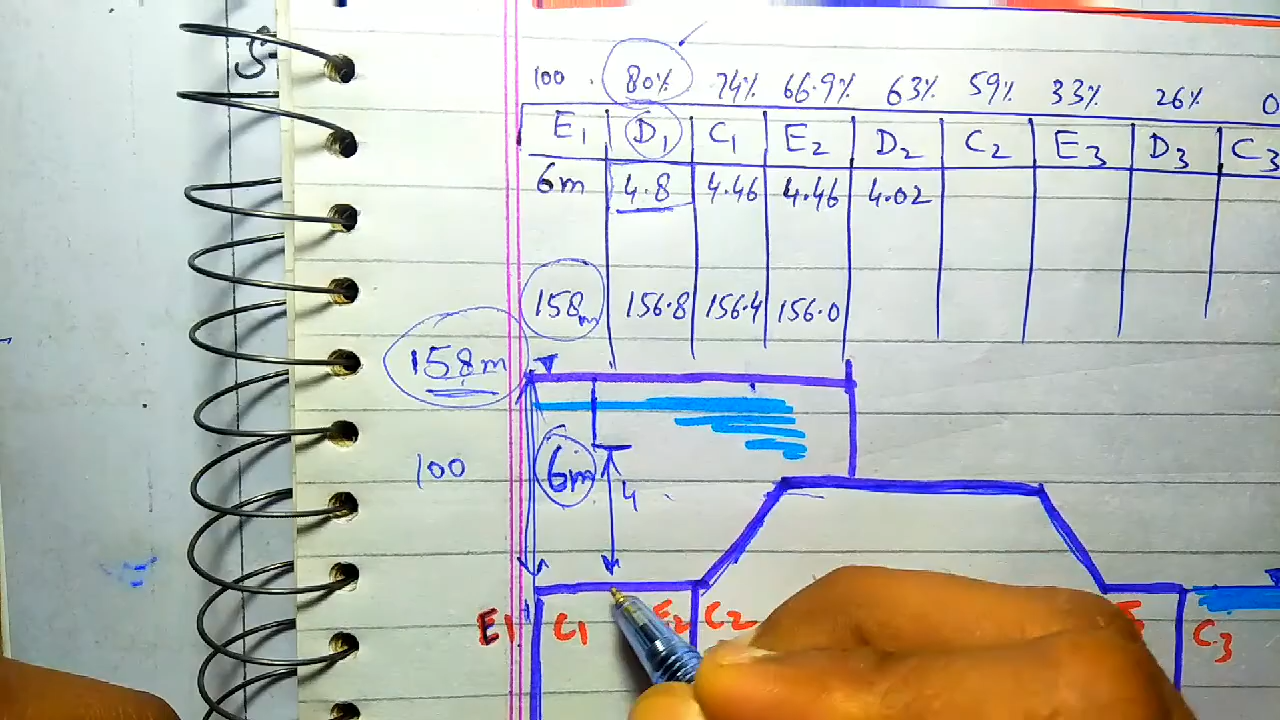 100 80% 74% 66.9% 63% 59% 33% 26% 0
E1 D1 C1 E2 D2 C2 E3 D3 C3
6m 4.8 4.46 4.46 4.02
158m 156.8 156.4 156.0
158m
100 6m 4
E1 C1 E2 C2 C3